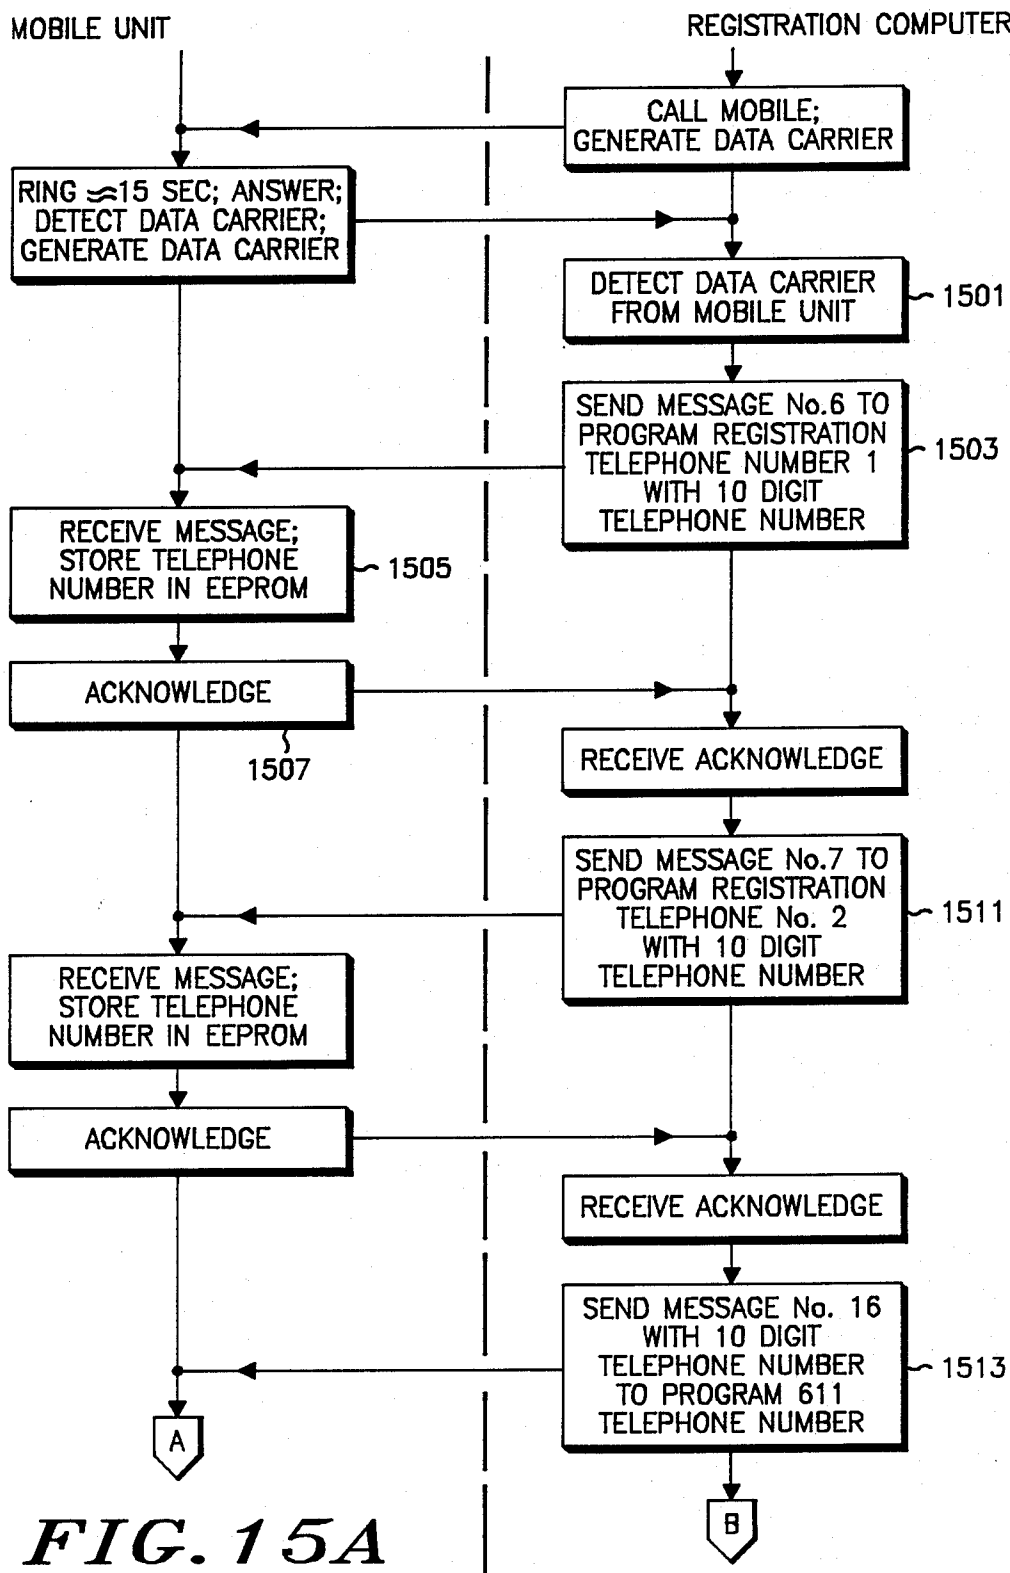 MOBILE UNIT
REGISTRATION COMPUTER
CALL MOBILE;
GENERATE DATA CARRIER
RING ≈15 SEC; ANSWER;
DETECT DATA CARRIER;
GENERATE DATA CARRIER
DETECT DATA CARRIER
FROM MOBILE UNIT
1501
SEND MESSAGE No.6 TO
PROGRAM REGISTRATION
TELEPHONE NUMBER 1
WITH 10 DIGIT
TELEPHONE NUMBER
1503
RECEIVE MESSAGE;
STORE TELEPHONE
NUMBER IN EEPROM
1505
ACKNOWLEDGE
1507
RECEIVE ACKNOWLEDGE
SEND MESSAGE No.7 TO
PROGRAM REGISTRATION
TELEPHONE No. 2
WITH 10 DIGIT
TELEPHONE NUMBER
1511
RECEIVE MESSAGE;
STORE TELEPHONE
NUMBER IN EEPROM
ACKNOWLEDGE
RECEIVE ACKNOWLEDGE
SEND MESSAGE No. 16
WITH 10 DIGIT
TELEPHONE NUMBER
TO PROGRAM 611
TELEPHONE NUMBER
1513
A
B
FIG. 15A